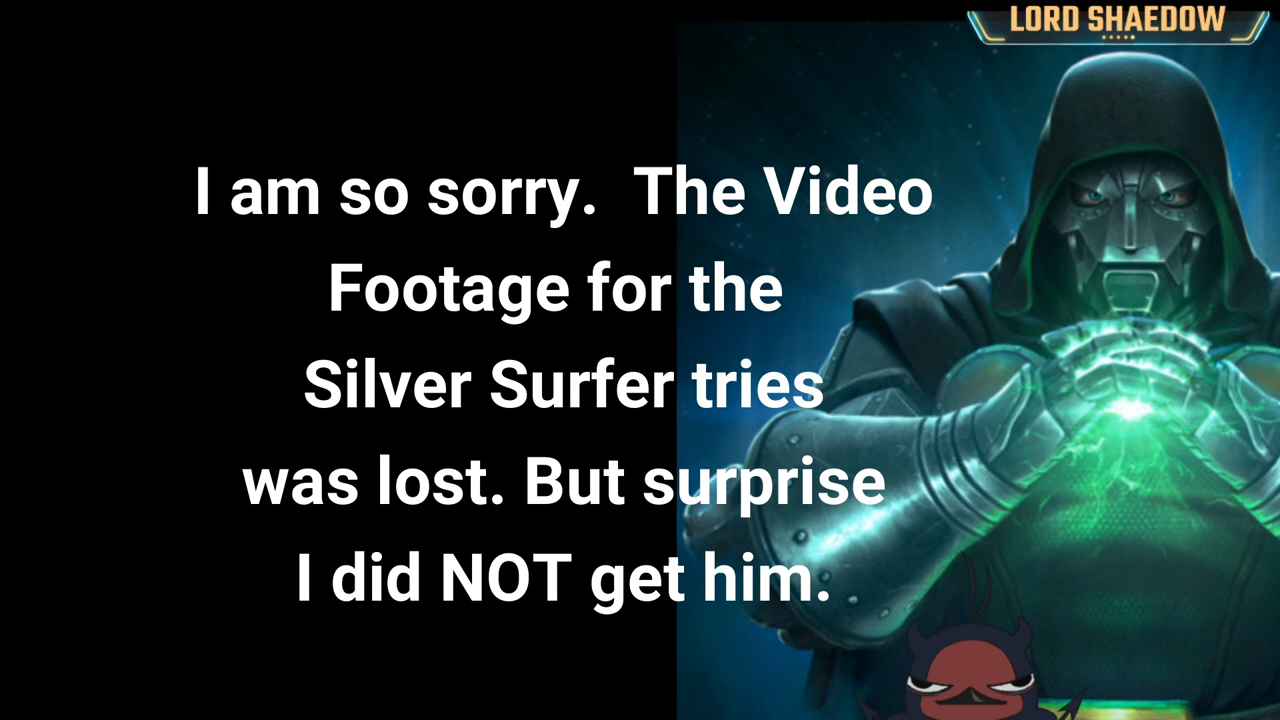 LORD SHAEDOW
I am so sorry.  The Video
Footage for the
Silver Surfer tries
was lost. But surprise
I did NOT get him.